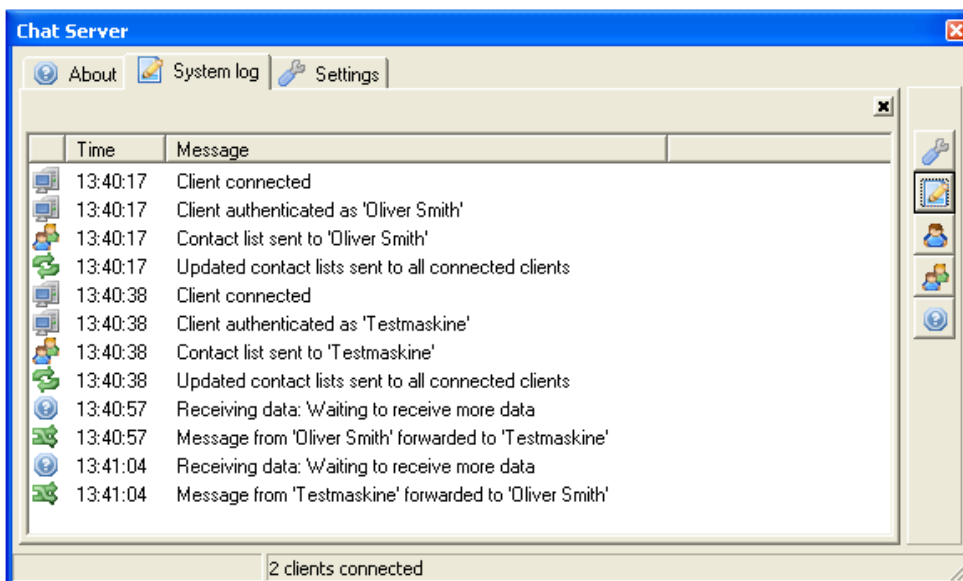 Chat Server
About System log Settings
Time Message
13:40:17 Client connected
13:40:17 Client authenticated as 'Oliver Smith'
13:40:17 Contact list sent to 'Oliver Smith'
13:40:17 Updated contact lists sent to all connected clients
13:40:38 Client connected
13:40:38 Client authenticated as 'Testmaskine'
13:40:38 Contact list sent to 'Testmaskine'
13:40:38 Updated contact lists sent to all connected clients
13:40:57 Receiving data: Waiting to receive more data
13:40:57 Message from 'Oliver Smith' forwarded to 'Testmaskine'
13:41:04 Receiving data: Waiting to receive more data
13:41:04 Message from 'Testmaskine' forwarded to 'Oliver Smith'
2 clients connected